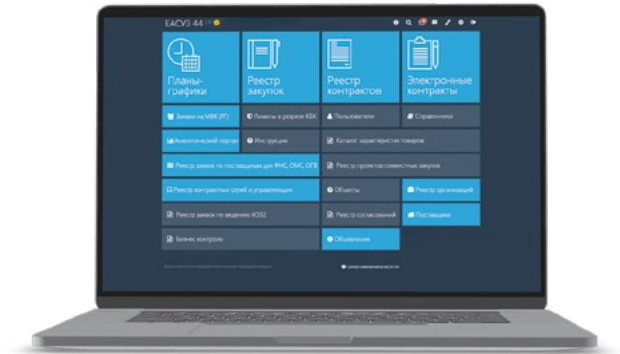 ЕАСУЗ 44
Планы-
графики
Реестр
закупок
Реестр
контрактов
Электронные
контракты
Заявки на МВК (РГ)
Лимиты в разрезе КБК
Пользователи
Справочники
Аналитический портал
Инструкции
Каталог характеристик товаров
Реестр заявок по поставщикам для ФНС, ОМС, ОГВ
Реестр проектов совместных закупок
Реестр контрактных служб и управляющих
Объекты
Реестр организаций
Реестр заявок по ведению КОЗ2
Реестр согласований
Поставщики
Бизнес контроли
Объявления